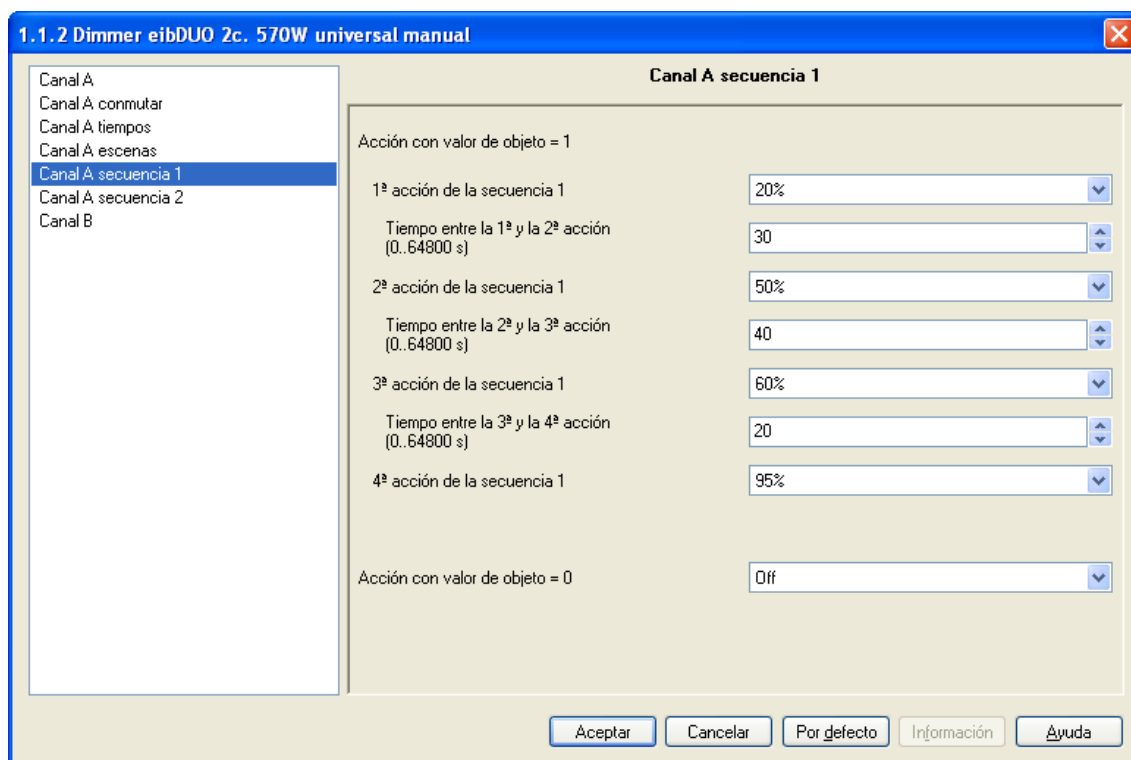 1.1.2 Dimmer eibDUO 2c. 570W universal manual
Canal A
Canal A conmutar
Canal A tiempos
Canal A escenas
Canal A secuencia 1
Canal A secuencia 2
Canal B
Canal A secuencia 1
Acción con valor de objeto = 1
1ª acción de la secuencia 1
20%
Tiempo entre la 1ª y la 2ª acción
(0..64800 s)
30
2ª acción de la secuencia 1
50%
Tiempo entre la 2ª y la 3ª acción
(0..64800 s)
40
3ª acción de la secuencia 1
60%
Tiempo entre la 3ª y la 4ª acción
(0..64800 s)
20
4ª acción de la secuencia 1
95%
Acción con valor de objeto = 0
Off
Aceptar
Cancelar
Por defecto
Información
Ayuda